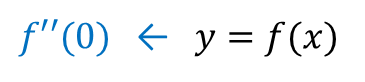 f′′(0) ← y = f(x)